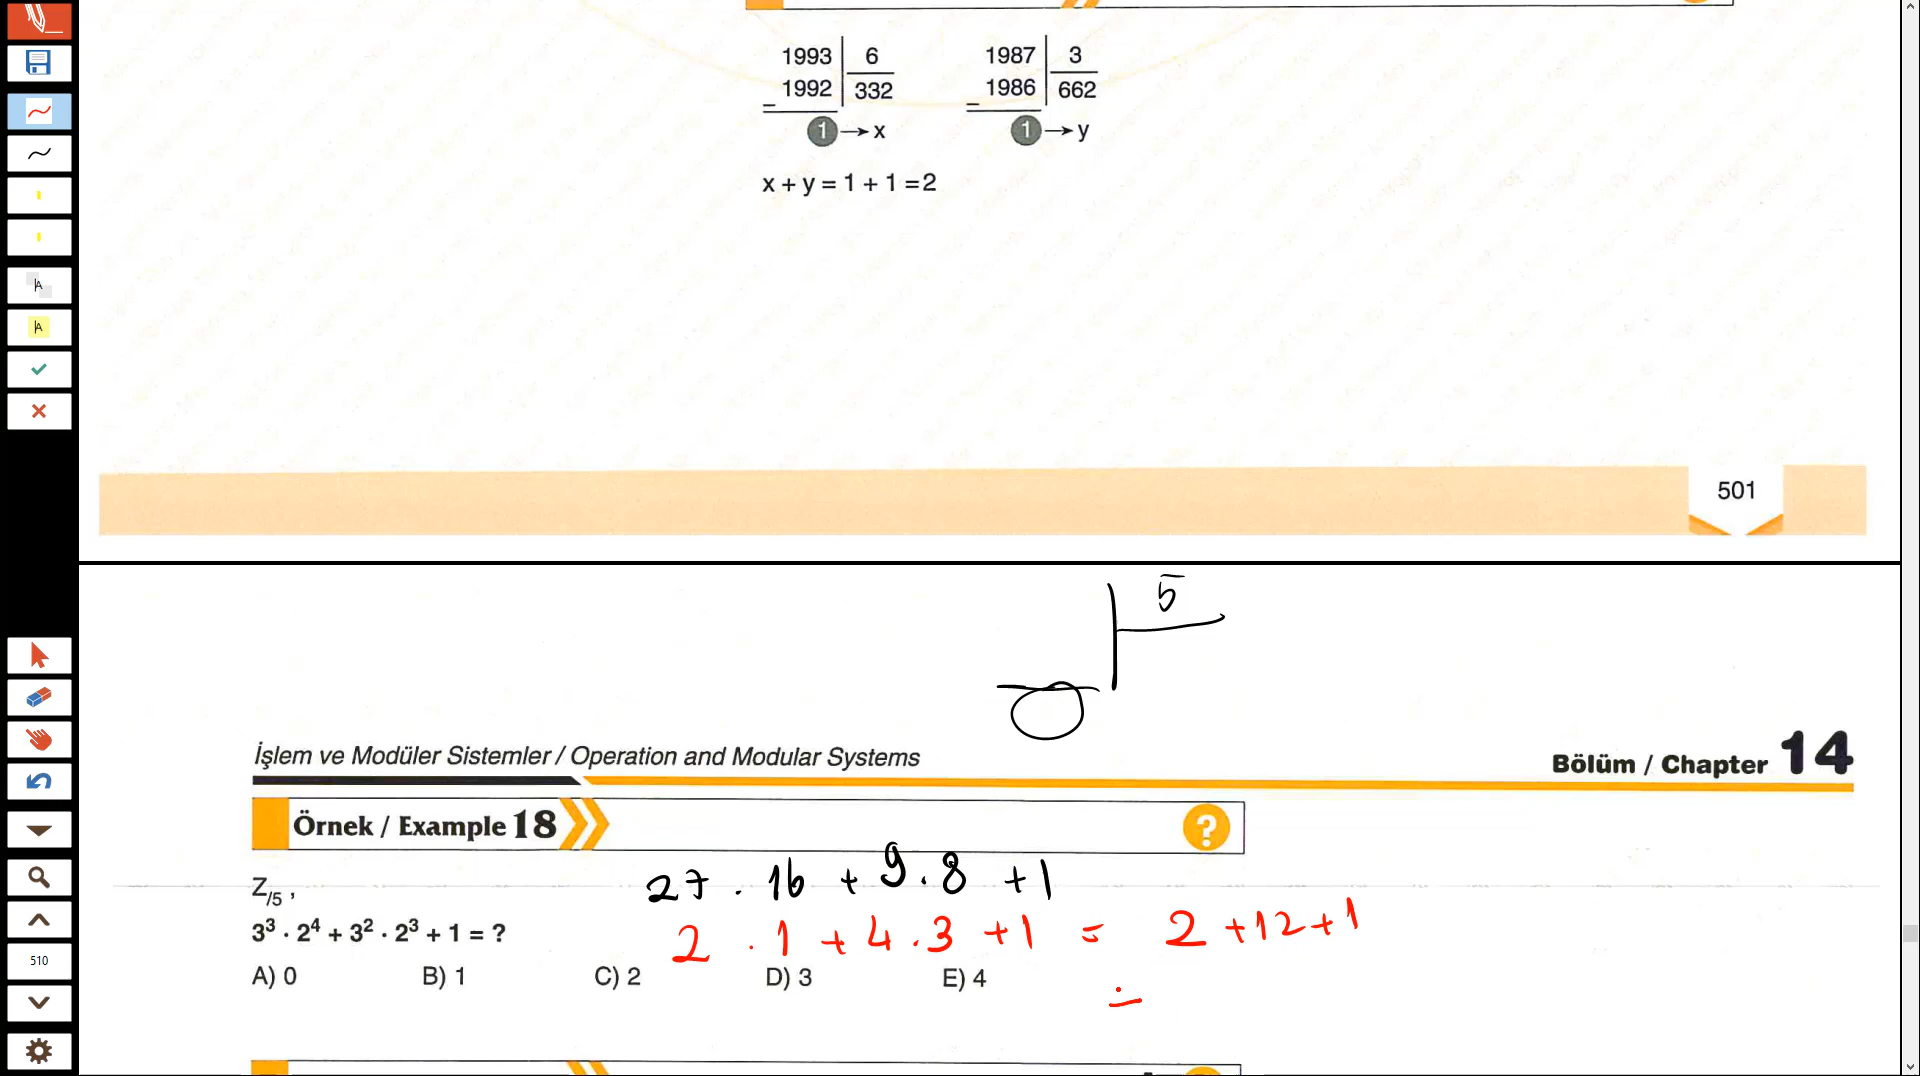 1993 6 1987 3
1992 332 1986 662
1 → x 1 → y
x + y = 1 + 1 = 2
501
5
İşlem ve Modüler Sistemler / Operation and Modular Systems
Bölüm / Chapter 14
Örnek / Example 18 ?
Z/5 ,
27 . 16 + 9 . 8 + 1
3³ · 2⁴ + 3² · 2³ + 1 = ?
2 . 1 + 4 . 3 + 1 = 2 + 12 + 1
A) 0 B) 1 C) 2 D) 3 E) 4
510